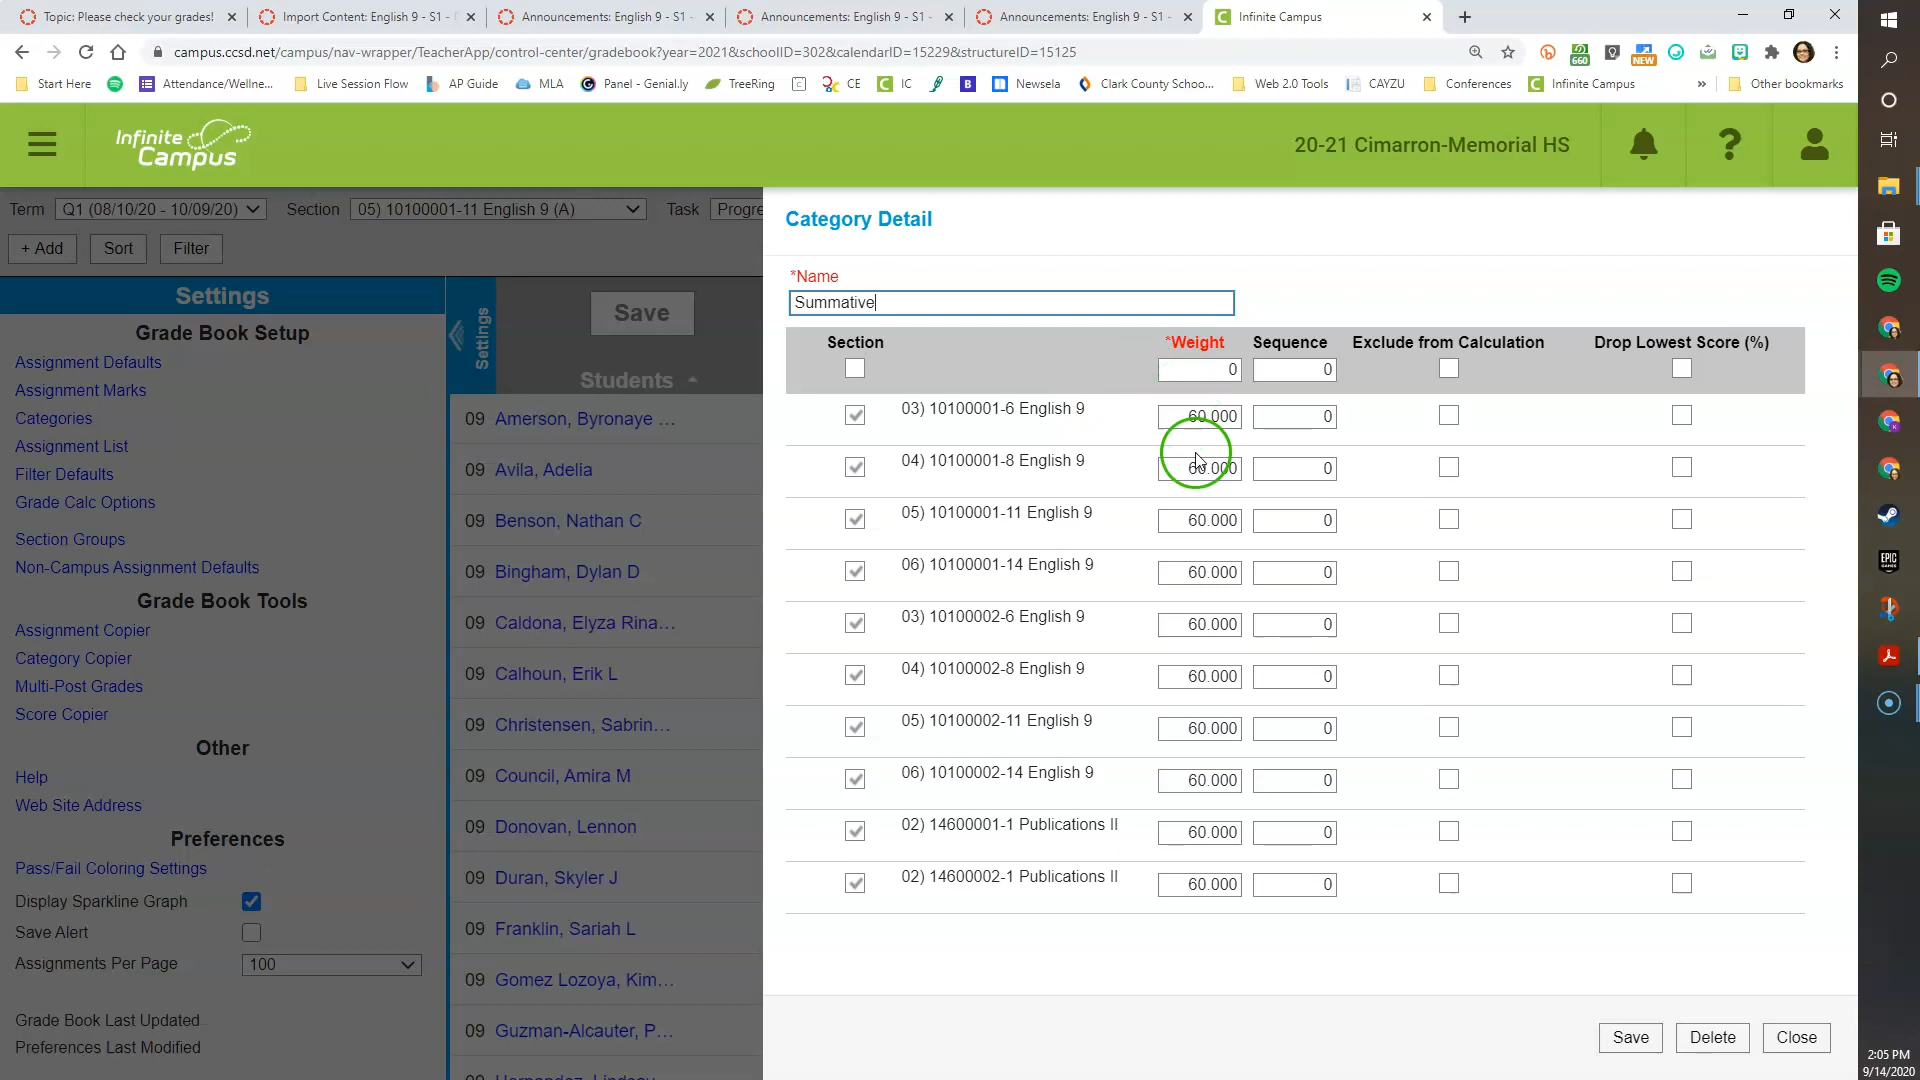 Topic: Please check your grades!
Import Content: English 9 - S1 -
Announcements: English 9 - S1 -
Announcements: English 9 - S1 -
Announcements: English 9 - S1 -
Infinite Campus
campus.ccsd.net/campus/nav-wrapper/TeacherApp/control-center/gradebook?year=2021&schoolID=302&calendarID=15229&structureID=15125
660
NEW
Start Here
Attendance/Wellne...
Live Session Flow
AP Guide
MLA
Panel - Genial.ly
TreeRing
CE
IC
B
Newsela
Clark County Schoo...
Web 2.0 Tools
CAYZU
Conferences
Infinite Campus
Other bookmarks
Infinite Campus
20-21 Cimarron-Memorial HS
Term Q1 (08/10/20 - 10/09/20) Section 05) 10100001-11 English 9 (A) Task Progre
+ Add Sort Filter
Settings
Grade Book Setup
Assignment Defaults
Assignment Marks
Categories
Assignment List
Filter Defaults
Grade Calc Options
Section Groups
Non-Campus Assignment Defaults
Grade Book Tools
Assignment Copier
Category Copier
Multi-Post Grades
Score Copier
Other
Help
Web Site Address
Preferences
Pass/Fail Coloring Settings
Display Sparkline Graph
Save Alert
Assignments Per Page 100
Grade Book Last Updated
Preferences Last Modified
Settings
Save
Students
09 Amerson, Byronaye ...
09 Avila, Adelia
09 Benson, Nathan C
09 Bingham, Dylan D
09 Caldona, Elyza Rina...
09 Calhoun, Erik L
09 Christensen, Sabrin...
09 Council, Amira M
09 Donovan, Lennon
09 Duran, Skyler J
09 Franklin, Sariah L
09 Gomez Lozoya, Kim...
09 Guzman-Alcauter, P...
Category Detail
*Name
Summative
Section *Weight Sequence Exclude from Calculation Drop Lowest Score (%)
0 0
03) 10100001-6 English 9 60.000 0
04) 10100001-8 English 9 60.000 0
05) 10100001-11 English 9 60.000 0
06) 10100001-14 English 9 60.000 0
03) 10100002-6 English 9 60.000 0
04) 10100002-8 English 9 60.000 0
05) 10100002-11 English 9 60.000 0
06) 10100002-14 English 9 60.000 0
02) 14600001-1 Publications II 60.000 0
02) 14600002-1 Publications II 60.000 0
Save Delete Close
EPIC GAMES
2:05 PM
9/14/2020